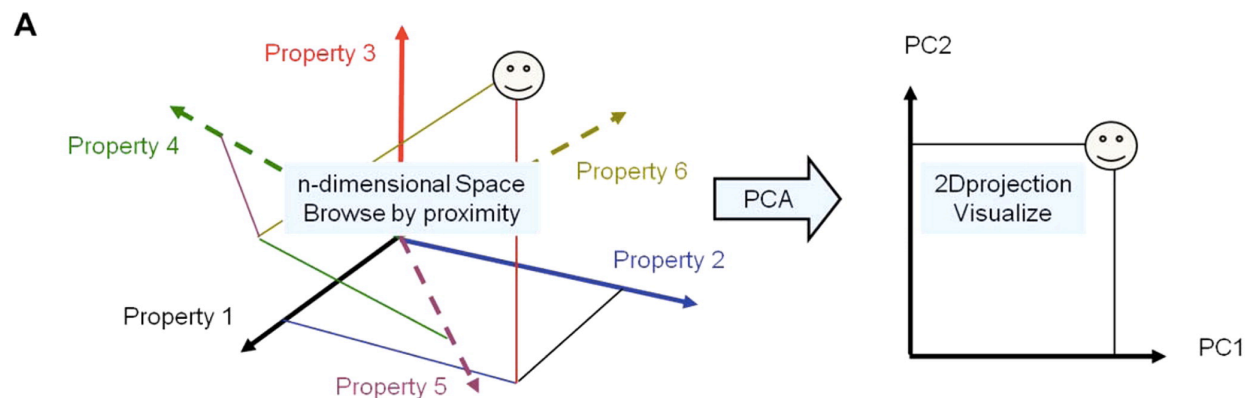 A
Property 3
PC2
Property 4
n-dimensional Space
Browse by proximity
Property 6
PCA
2Dprojection
Visualize
Property 2
Property 1
PC1
Property 5